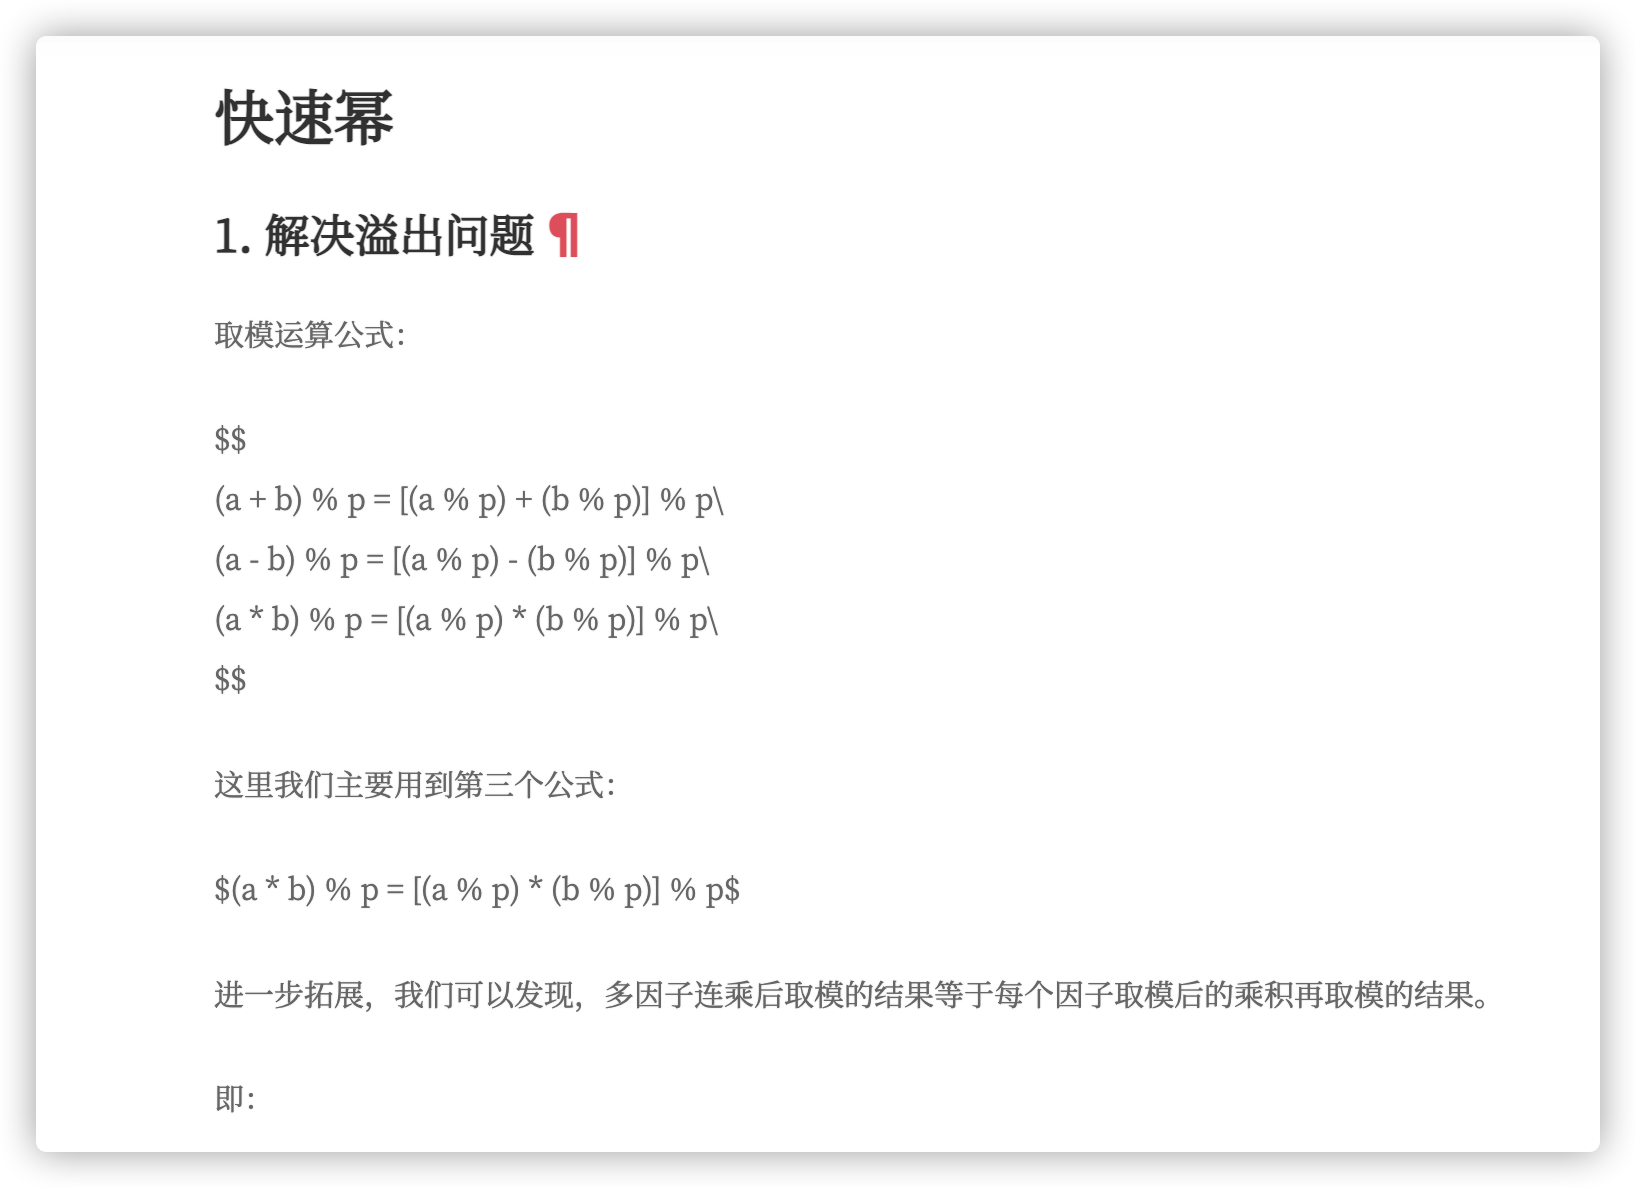 快速幂
1. 解决溢出问题 ¶
取模运算公式：
$$
(a + b) % p = [(a % p) + (b % p)] % p\
(a - b) % p = [(a % p) - (b % p)] % p\
(a * b) % p = [(a % p) * (b % p)] % p\
$$
这里我们主要用到第三个公式：
$(a * b) % p = [(a % p) * (b % p)] % p$
进一步拓展，我们可以发现，多因子连乘后取模的结果等于每个因子取模后的乘积再取模的结果。
即：